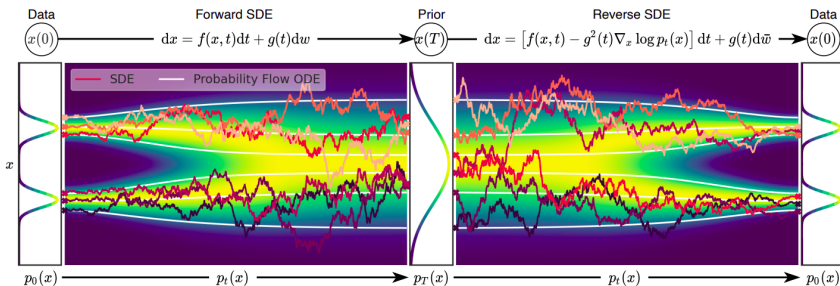 Data Forward SDE Prior Reverse SDE Data
x(0) dx = f(x, t)dt + g(t)dw x(T) dx = [f(x, t) − g²(t)∇ₓ log pₜ(x)] dt + g(t)dw̄ x(0)
SDE Probability Flow ODE
x
p₀(x) pₜ(x) p_T(x) pₜ(x) p₀(x)